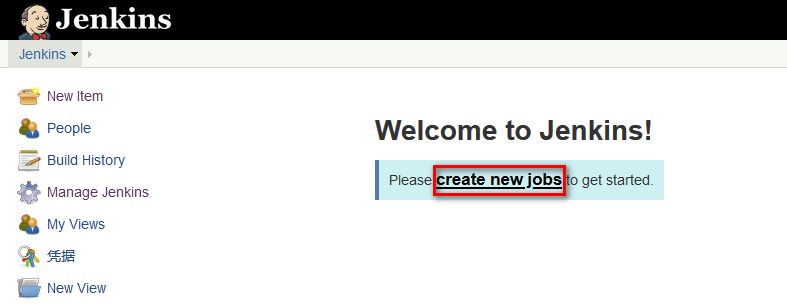 Jenkins
Jenkins
New Item
People
Build History
Manage Jenkins
My Views
凭据
New View
Welcome to Jenkins!
Please create new jobs to get started.